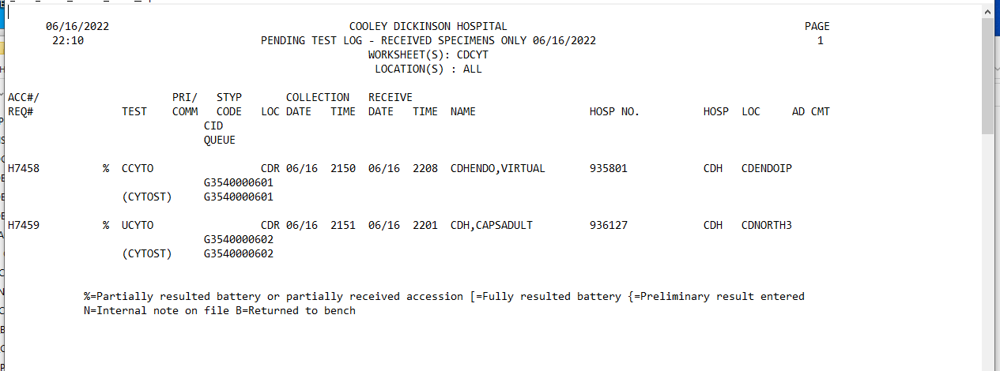 06/16/2022 COOLEY DICKINSON HOSPITAL PAGE
22:10 PENDING TEST LOG - RECEIVED SPECIMENS ONLY 06/16/2022 1
WORKSHEET(S): CDCYT
LOCATION(S) : ALL
ACC#/ PRI/ STYP COLLECTION RECEIVE
REQ# TEST COMM CODE LOC DATE TIME DATE TIME NAME HOSP NO. HOSP LOC AD CMT
CID
QUEUE
H7458 % CCYTO CDR 06/16 2150 06/16 2208 CDHENDO,VIRTUAL 935801 CDH CDENDOIP
G3540000601
(CYTOST) G3540000601
H7459 % UCYTO CDR 06/16 2151 06/16 2201 CDH,CAPSADULT 936127 CDH CDNORTH3
G3540000602
(CYTOST) G3540000602
%=Partially resulted battery or partially received accession [=Fully resulted battery {=Preliminary result entered
N=Internal note on file B=Returned to bench